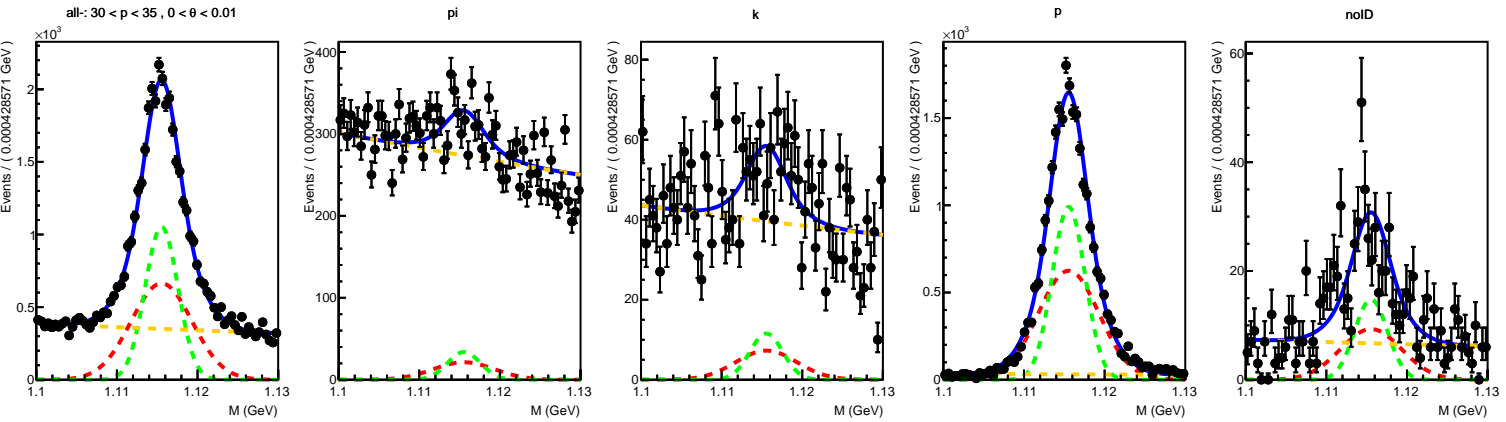 all-: 30 < p < 35 , 0 < θ < 0.01
×10³
Events / ( 0.000428571 GeV )
2
1.5
1
0.5
0
1.1 1.11 1.12 1.13
M (GeV)
pi
Events / ( 0.000428571 GeV )
400
300
200
100
0
1.1 1.11 1.12 1.13
M (GeV)
k
Events / ( 0.000428571 GeV )
80
60
40
20
0
1.1 1.11 1.12 1.13
M (GeV)
p
×10³
Events / ( 0.000428571 GeV )
1.5
1
0.5
0
1.1 1.11 1.12 1.13
M (GeV)
noID
Events / ( 0.000428571 GeV )
60
40
20
0
1.1 1.11 1.12 1.13
M (GeV)